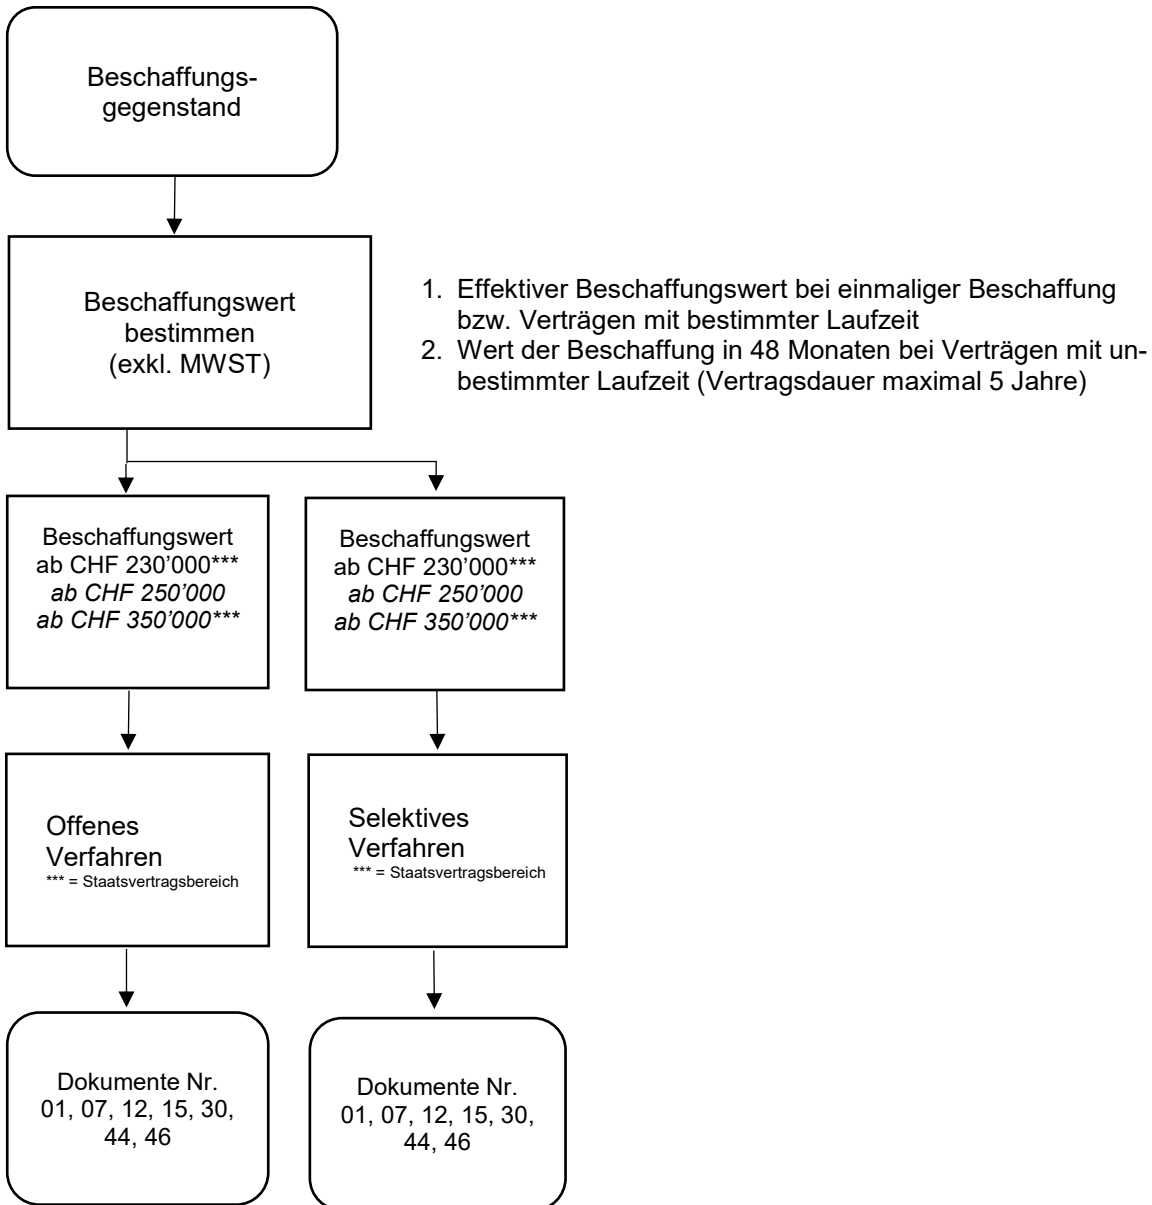 Beschaffungs-
gegenstand
Beschaffungswert
bestimmen
(exkl. MWST)
1. Effektiver Beschaffungswert bei einmaliger Beschaffung
bzw. Verträgen mit bestimmter Laufzeit
2. Wert der Beschaffung in 48 Monaten bei Verträgen mit un-
bestimmter Laufzeit (Vertragsdauer maximal 5 Jahre)
Beschaffungswert
ab CHF 230’000***
ab CHF 250’000
ab CHF 350’000***
Beschaffungswert
ab CHF 230’000***
ab CHF 250’000
ab CHF 350’000***
Offenes
Verfahren
*** = Staatsvertragsbereich
Selektives
Verfahren
*** = Staatsvertragsbereich
Dokumente Nr.
01, 07, 12, 15, 30,
44, 46
Dokumente Nr.
01, 07, 12, 15, 30,
44, 46